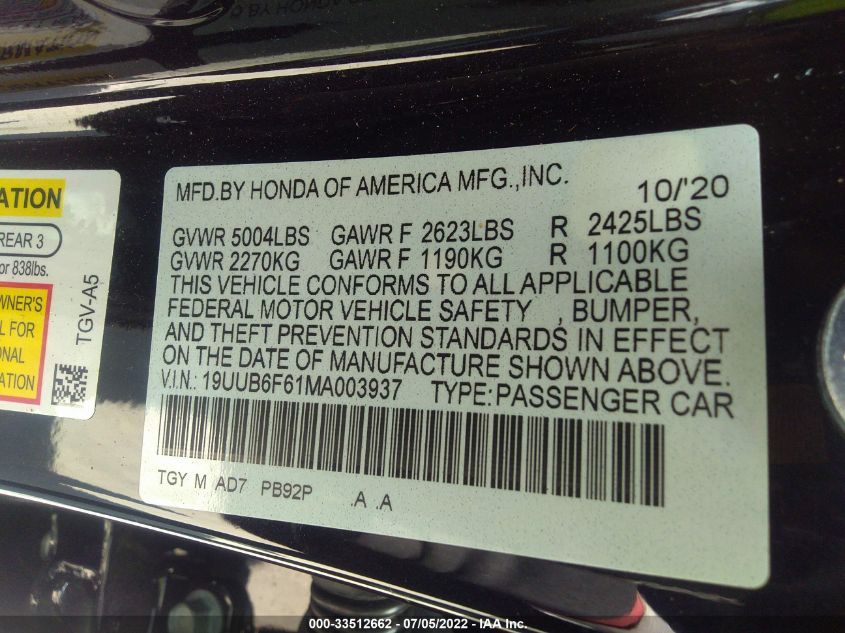 MFD.BY HONDA OF AMERICA MFG.,INC. 10/'20
GVWR 5004LBS GAWR F 2623LBS R 2425LBS
GVWR 2270KG GAWR F 1190KG R 1100KG
THIS VEHICLE CONFORMS TO ALL APPLICABLE
FEDERAL MOTOR VEHICLE SAFETY , BUMPER,
AND THEFT PREVENTION STANDARDS IN EFFECT
ON THE DATE OF MANUFACTURE SHOWN ABOVE.
V.I.N.: 19UUB6F61MA003937 TYPE:PASSENGER CAR
TGY M AD7 PB92P .A .A
REAR 3
or 838lbs.
TGV-A5
FOR
000-33512662 - 07/05/2022 - IAA Inc.